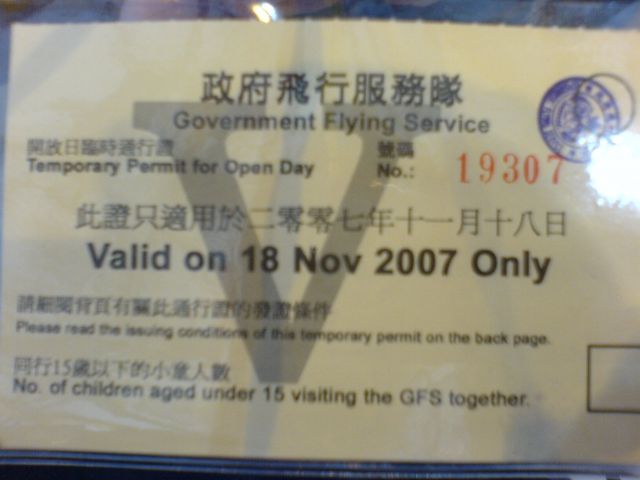 政府飛行服務隊
Government Flying Service
開放日臨時通行證
Temporary Permit for Open Day
號碼
No.: 19307
此證只適用於二零零七年十一月十八日
Valid on 18 Nov 2007 Only
請細閱背頁有關此通行證的發證條件
Please read the issuing conditions of this temporary permit on the back page.
同行15歲以下的小童人數
No. of children aged under 15 visiting the GFS together.
V